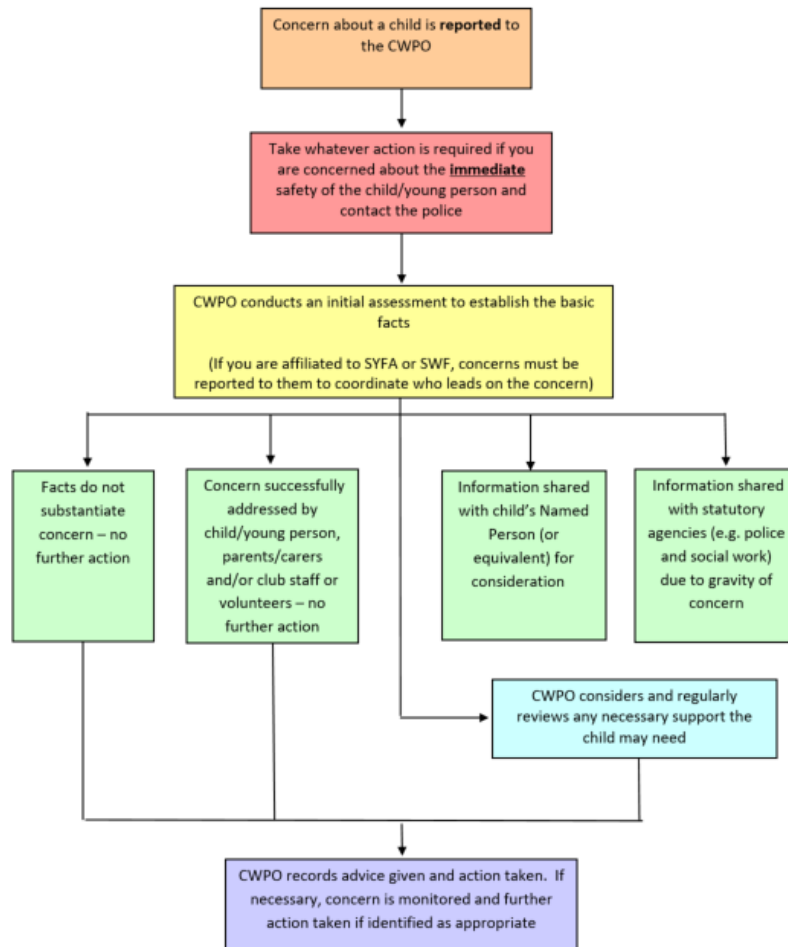 Concern about a child is reported to
the CWPO
Take whatever action is required if you
are concerned about the immediate
safety of the child/young person and
contact the police
CWPO conducts an initial assessment to establish the basic
facts
(If you are affiliated to SYFA or SWF, concerns must be
reported to them to coordinate who leads on the concern)
Facts do not
substantiate
concern – no
further action
Concern successfully
addressed by
child/young person,
parents/carers
and/or club staff or
volunteers – no
further action
Information shared
with child's Named
Person (or
equivalent) for
consideration
Information shared
with statutory
agencies (e.g. police
and social work)
due to gravity of
concern
CWPO considers and regularly
reviews any necessary support the
child may need
CWPO records advice given and action taken.  If
necessary, concern is monitored and further
action taken if identified as appropriate